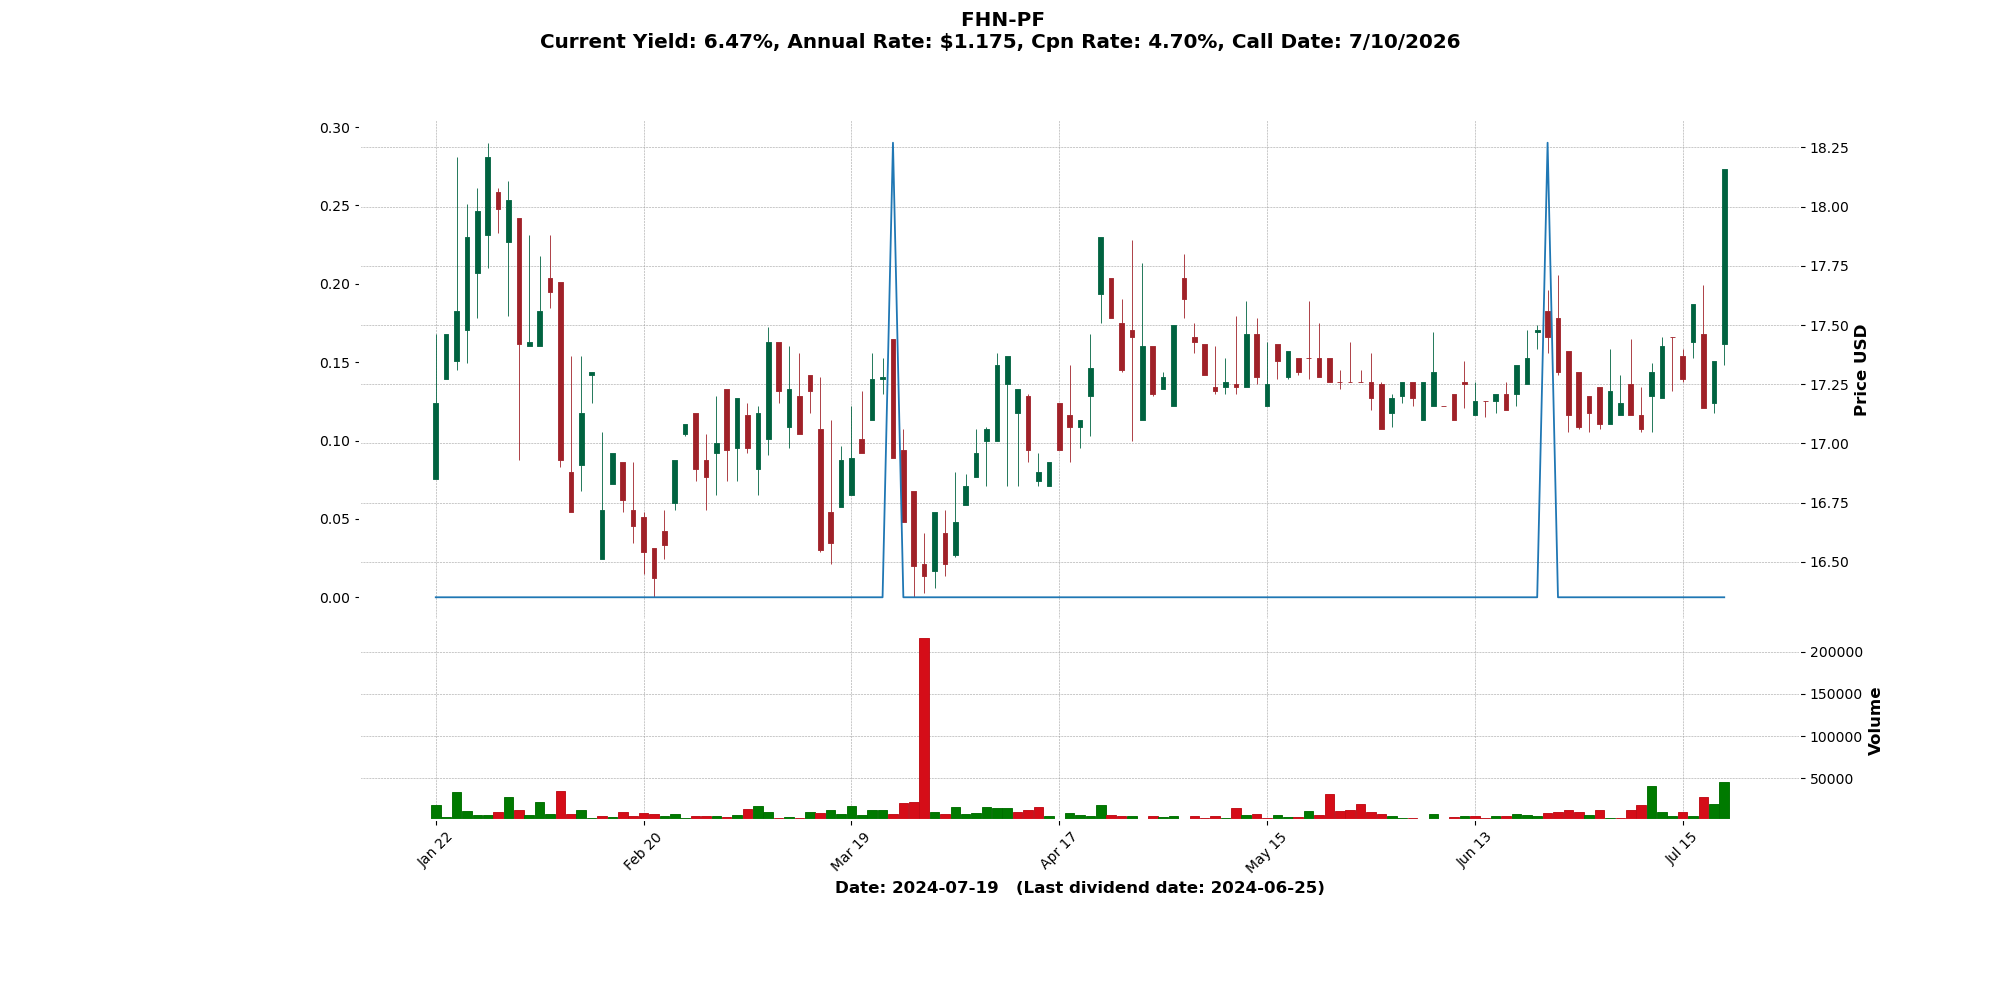 FHN-PF
Current Yield: 6.47%, Annual Rate: $1.175, Cpn Rate: 4.70%, Call Date: 7/10/2026
0.30
0.25
0.20
0.15
0.10
0.05
0.00
18.25
18.00
17.75
17.50
17.25
17.00
16.75
16.50
Price USD
200000
150000
100000
50000
Volume
Jan 22
Feb 20
Mar 19
Apr 17
May 15
Jun 13
Jul 15
Date: 2024-07-19 (Last dividend date: 2024-06-25)